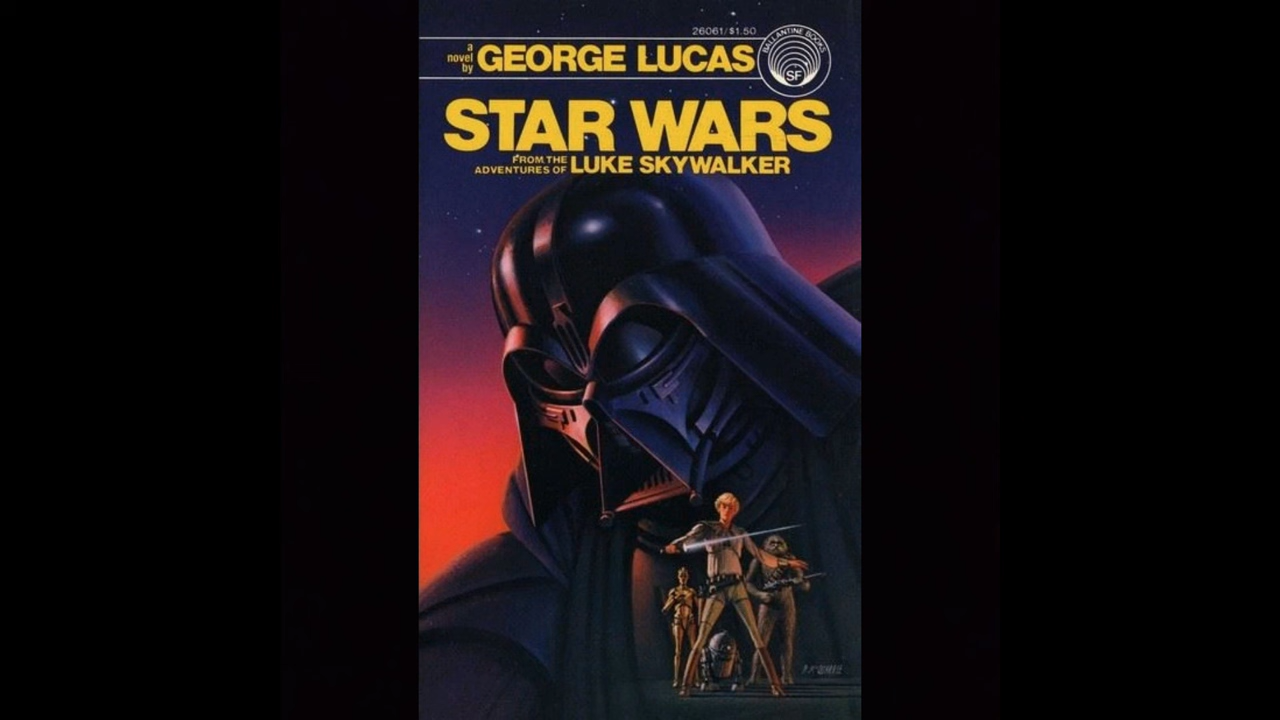 26061/$1.50
a
novel
by
GEORGE LUCAS
BALLANTINE BOOKS
SF
STAR WARS
FROM THE
ADVENTURES OF
LUKE SKYWALKER